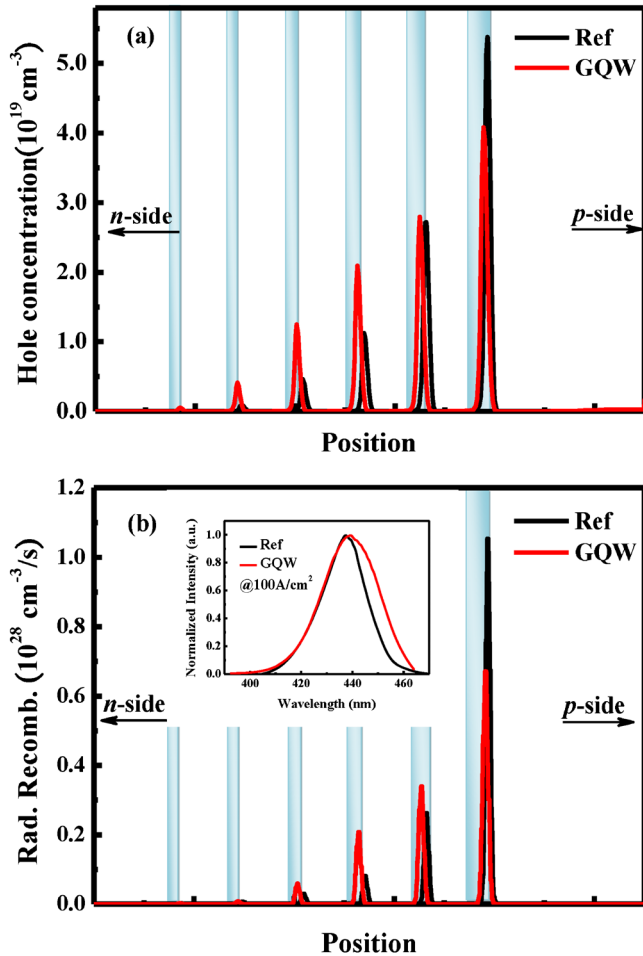 (a)
Ref
GQW
Hole concentration(10^19 cm^-3)
5.0
4.0
3.0
2.0
1.0
0.0
n-side
p-side
Position
(b)
Ref
GQW
Rad. Recomb. (10^28 cm^-3/s)
1.2
1.0
0.8
0.6
0.4
0.2
0.0
n-side
p-side
Normalized Intensity (a.u.)
1.0
0.8
0.6
0.4
0.2
0.0
Ref
GQW
@100A/cm^2
400
420
440
460
Wavelength (nm)
Position